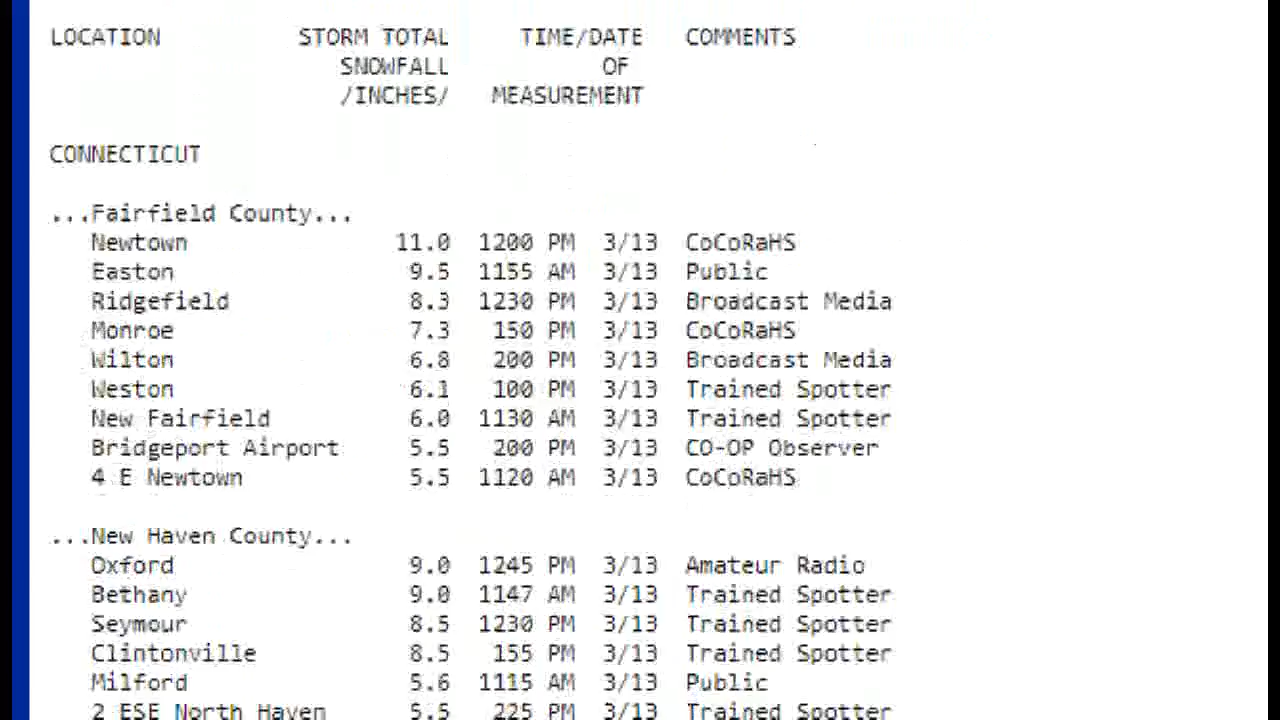 LOCATION STORM TOTAL TIME/DATE COMMENTS
SNOWFALL OF
/INCHES/ MEASUREMENT
CONNECTICUT
...Fairfield County...
Newtown 11.0 1200 PM 3/13 CoCoRaHS
Easton 9.5 1155 AM 3/13 Public
Ridgefield 8.3 1230 PM 3/13 Broadcast Media
Monroe 7.3 150 PM 3/13 CoCoRaHS
Wilton 6.8 200 PM 3/13 Broadcast Media
Weston 6.1 100 PM 3/13 Trained Spotter
New Fairfield 6.0 1130 AM 3/13 Trained Spotter
Bridgeport Airport 5.5 200 PM 3/13 CO-OP Observer
4 E Newtown 5.5 1120 AM 3/13 CoCoRaHS
...New Haven County...
Oxford 9.0 1245 PM 3/13 Amateur Radio
Bethany 9.0 1147 AM 3/13 Trained Spotter
Seymour 8.5 1230 PM 3/13 Trained Spotter
Clintonville 8.5 155 PM 3/13 Trained Spotter
Milford 5.6 1115 AM 3/13 Public
2 ESE North Haven 5.5 225 PM 3/13 Trained Spotter